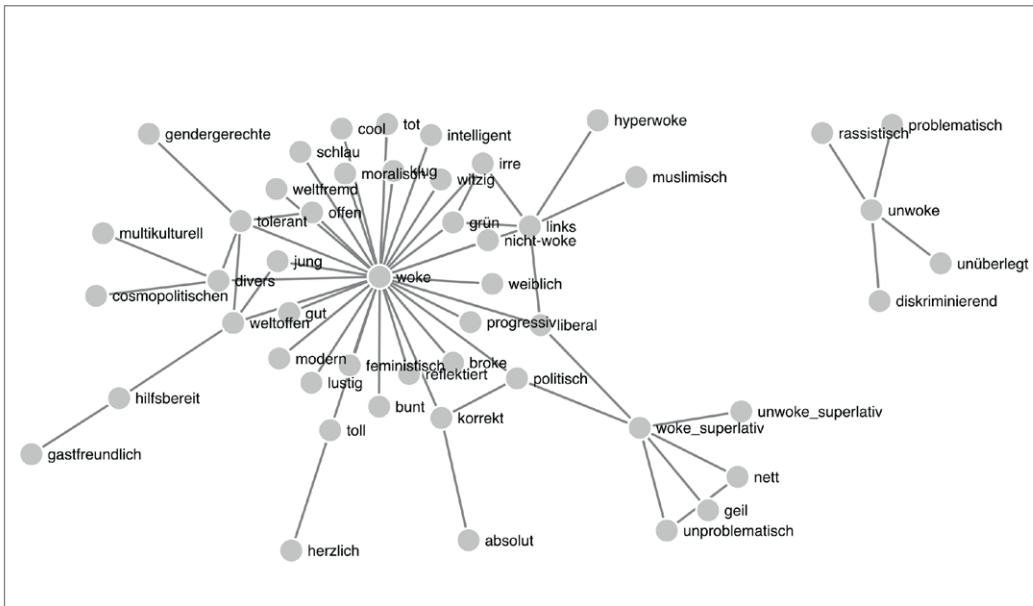 hyperwoke
cool
tot
problematisch
gendergerechte
intelligent
rassistisch
schlau
irre
moralisch
klug
witzig
muslimisch
weltfremd
offen
unwoke
tolerant
grün
links
multikulturell
nicht-woke
jung
unüberlegt
divers
woke
weiblich
cosmopolitischen
diskriminierend
gut
weltoffen
progressiv
liberal
modern
feministisch
broke
reflektiert
lustig
politisch
hilfsbereit
bunt
unwoke_superlativ
korrekt
toll
woke_superlativ
gastfreundlich
nett
geil
unproblematisch
absolut
herzlich